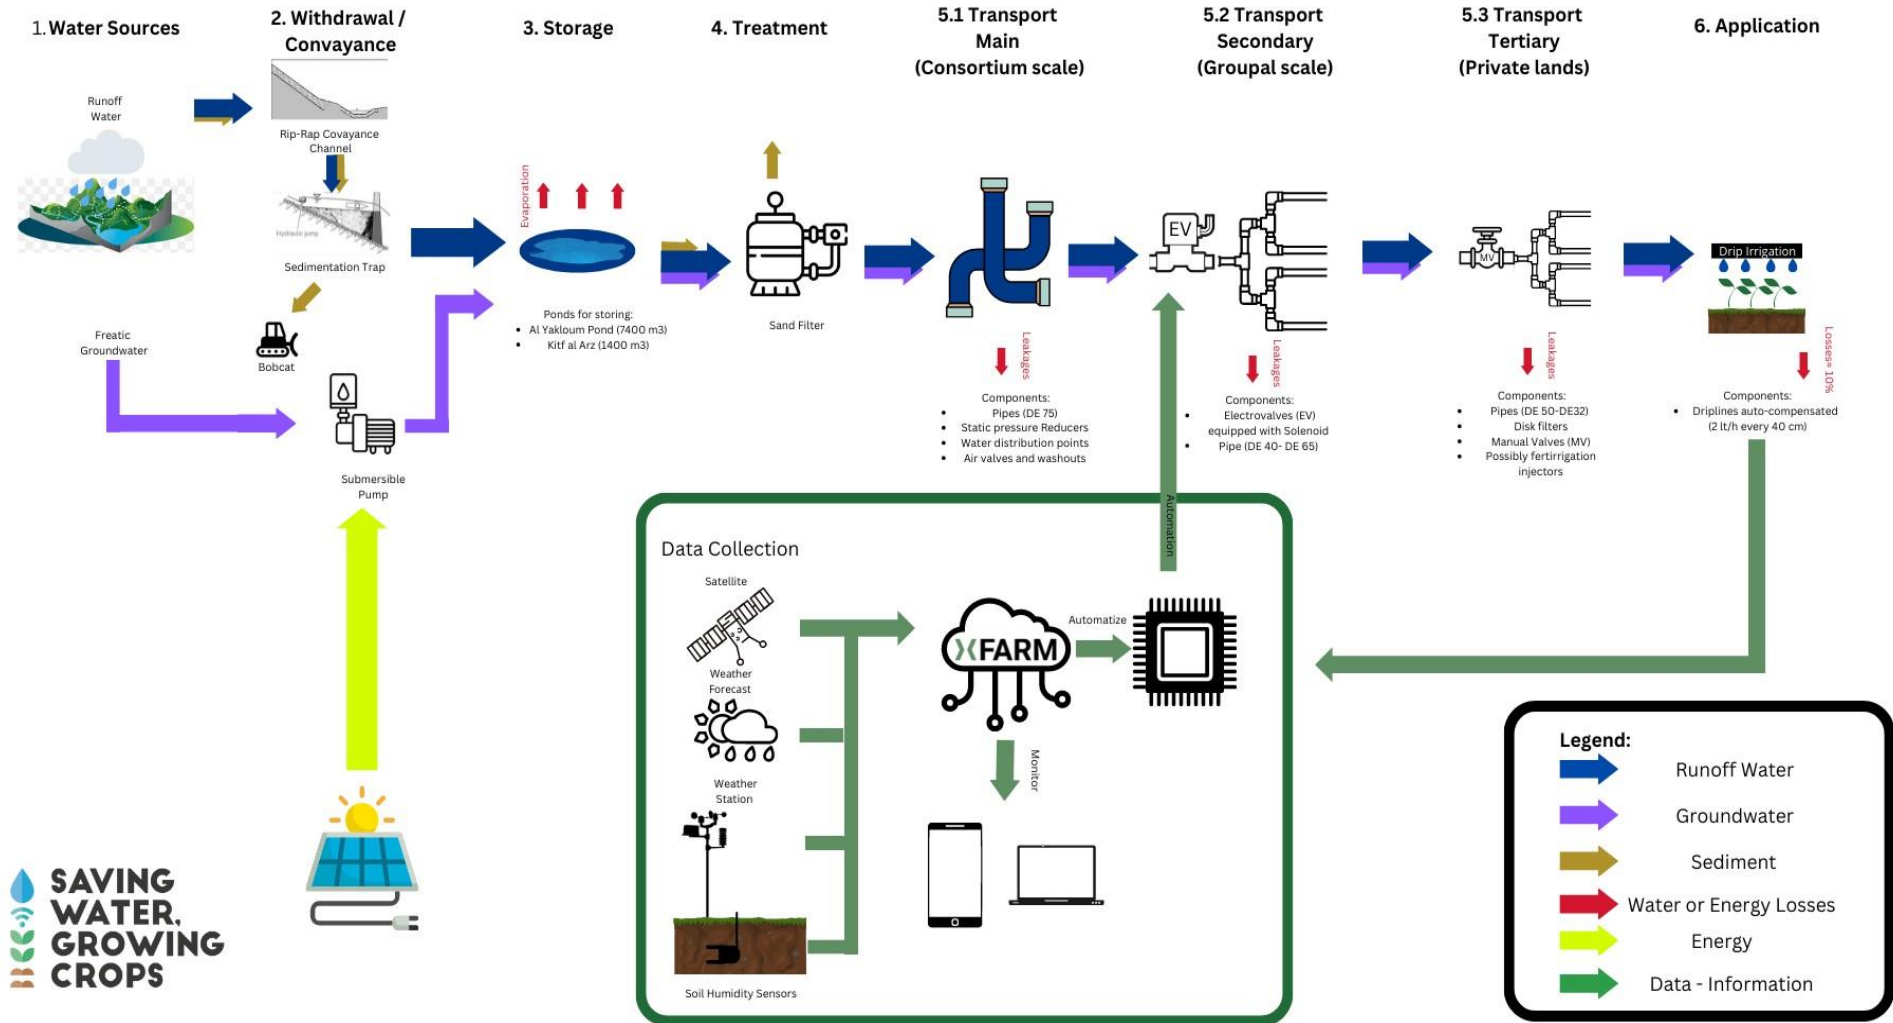 1. Water Sources
2. Withdrawal /
Convayance
3. Storage
4. Treatment
5.1 Transport
Main
(Consortium scale)
5.2 Transport
Secondary
(Groupal scale)
5.3 Transport
Tertiary
(Private lands)
6. Application
Runoff
Water
Rip-Rap Covayance
Channel
Hydraulic jump
Sedimentation Trap
Bobcat
Freatic
Groundwater
Submersible
Pump
Evaporation
Ponds for storing:
• Al Yakloum Pond (7400 m3)
• Kitf al Arz (1400 m3)
Sand Filter
Leakages
Components:
• Pipes (DE 75)
• Static pressure Reducers
• Water distribution points
• Air valves and washouts
EV
Leakages
Components:
• Electrovalves (EV)
equipped with Solenoid
• Pipe (DE 40- DE 65)
MV
Leakages
Components:
• Pipes (DE 50-DE32)
• Disk filters
• Manual Valves (MV)
• Possibly fertirrigation
injectors
Drip Irrigation
Losses≈ 10%
Components:
• Driplines auto-compensated
(2 lt/h every 40 cm)
Automation
Data Collection
Satellite
Weather
Forecast
Weather
Station
Soil Humidity Sensors
XFARM
Automatize
Monitor
Legend:
Runoff Water
Groundwater
Sediment
Water or Energy Losses
Energy
Data - Information
SAVING
WATER,
GROWING
CROPS